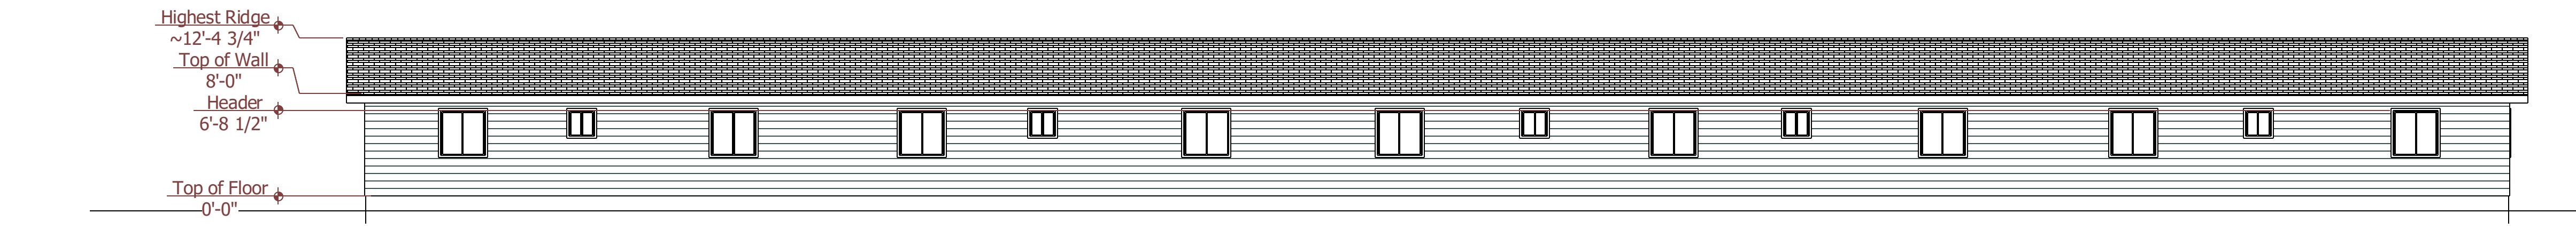 Highest Ridge
~12'-4 3/4"
Top of Wall
8'-0"
Header
6'-8 1/2"
Top of Floor
0'-0"